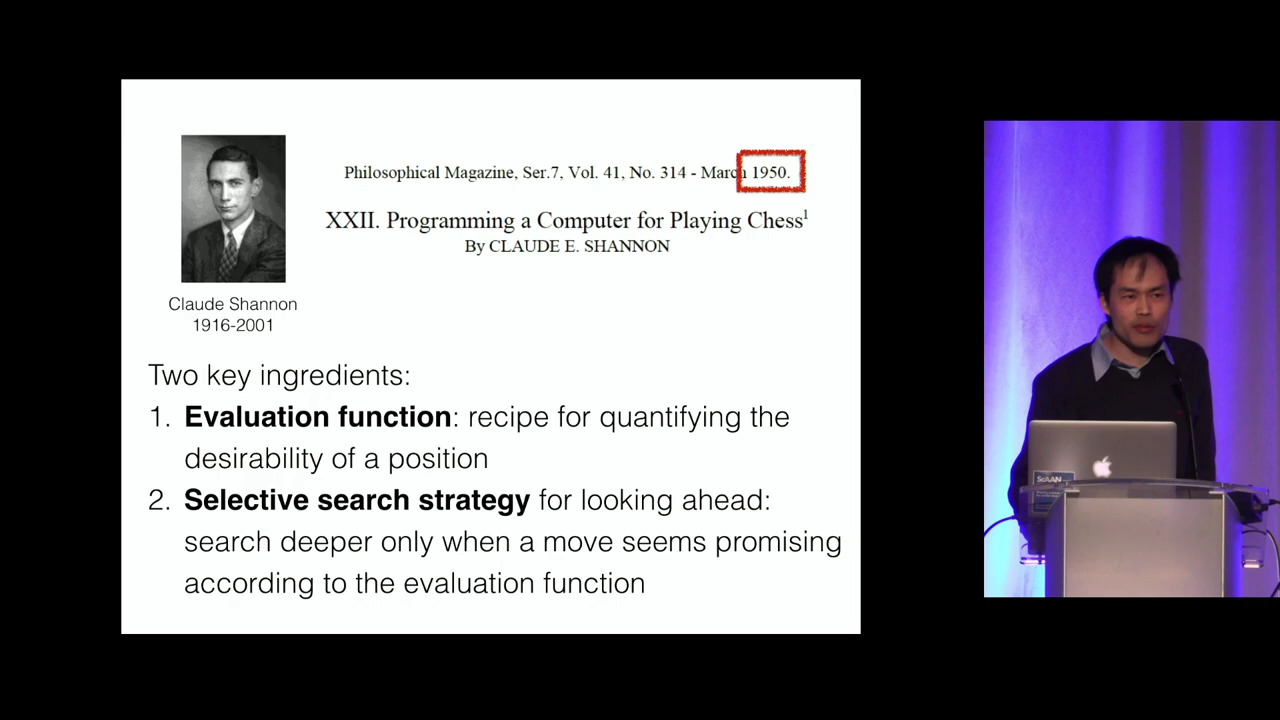 Philosophical Magazine, Ser.7, Vol. 41, No. 314 - March 1950.
XXII. Programming a Computer for Playing Chess1
By CLAUDE E. SHANNON
Claude Shannon
1916-2001
Two key ingredients:
1. Evaluation function: recipe for quantifying the
desirability of a position
2. Selective search strategy for looking ahead:
search deeper only when a move seems promising
according to the evaluation function